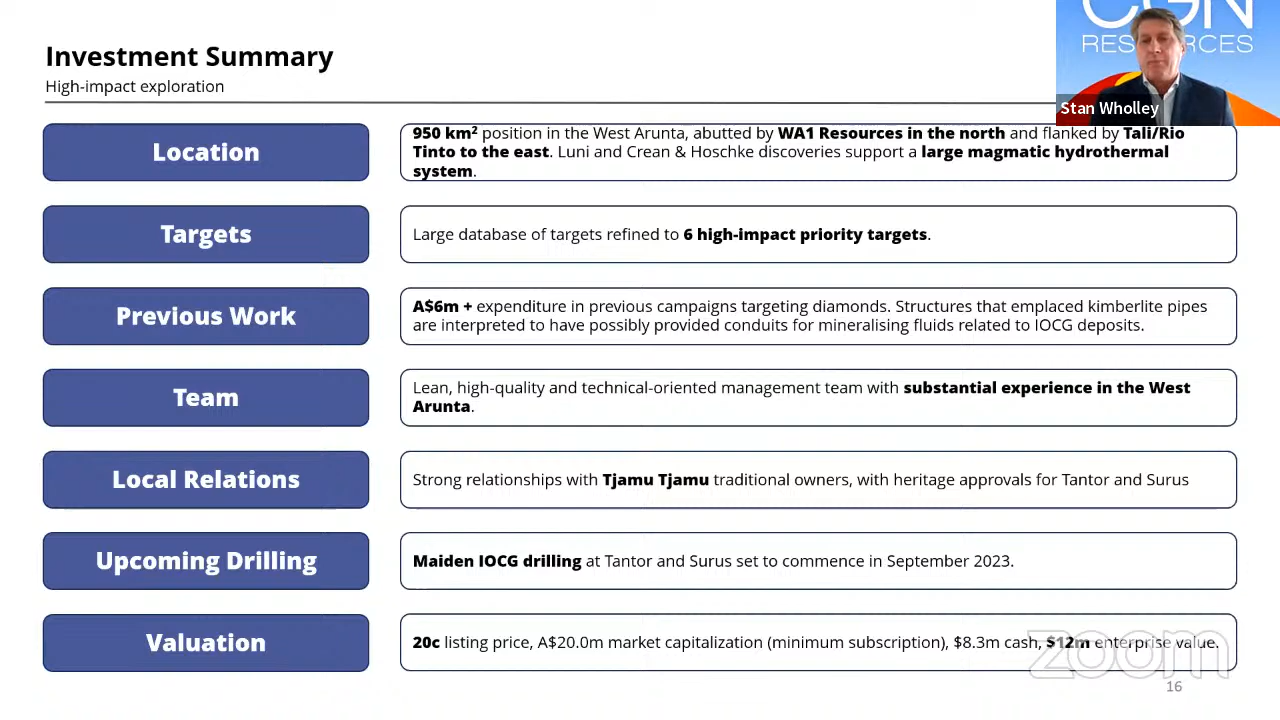 CGN
RESOURCES
Stan Wholley
Investment Summary
High-impact exploration
Location
950 km² position in the West Arunta, abutted by WA1 Resources in the north and flanked by Tali/Rio
Tinto to the east. Luni and Crean & Hoschke discoveries support a large magmatic hydrothermal
system.
Targets
Large database of targets refined to 6 high-impact priority targets.
Previous Work
A$6m + expenditure in previous campaigns targeting diamonds. Structures that emplaced kimberlite pipes
are interpreted to have possibly provided conduits for mineralising fluids related to IOCG deposits.
Team
Lean, high-quality and technical-oriented management team with substantial experience in the West
Arunta.
Local Relations
Strong relationships with Tjamu Tjamu traditional owners, with heritage approvals for Tantor and Surus
Upcoming Drilling
Maiden IOCG drilling at Tantor and Surus set to commence in September 2023.
Valuation
20c listing price, A$20.0m market capitalization (minimum subscription), $8.3m cash, $12m enterprise value.
zoom
16